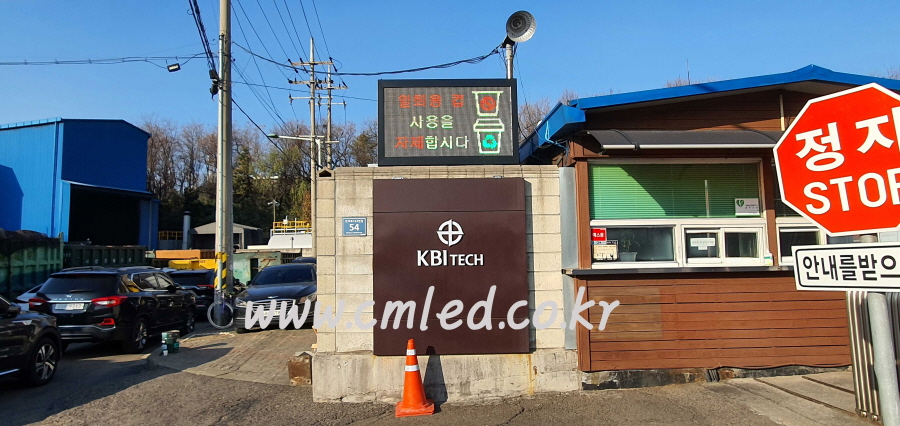 일회용 컵
사용을
자제합시다
정지
STOP
안내를받으
54
KBI TECH
www.cmled.co.kr